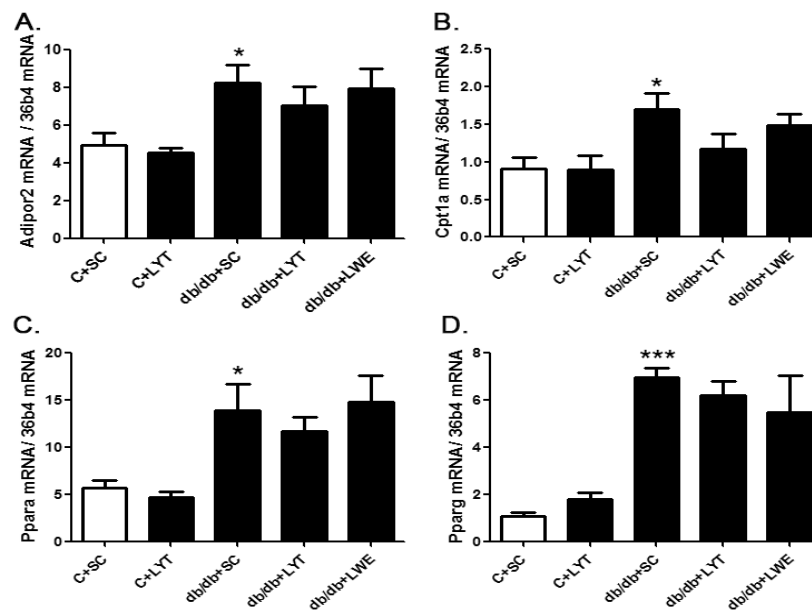 A.
Adipor2 mRNA / 36b4 mRNA
10
8
6
4
2
0
*
C+SC
C+LYT
db/db+SC
db/db+LYT
db/db+LWE
B.
Cpt1a mRNA/ 36b4 mRNA
2.5
2.0
1.5
1.0
0.5
0.0
*
C+SC
C+LYT
db/db+SC
db/db+LYT
db/db+LWE
C.
Ppara mRNA/ 36b4 mRNA
20
15
10
5
0
*
C+SC
C+LYT
db/db+SC
db/db+LYT
db/db+LWE
D.
Pparg mRNA/ 36b4 mRNA
8
6
4
2
0
***
C+SC
C+LYT
db/db+SC
db/db+LYT
db/db+LWE